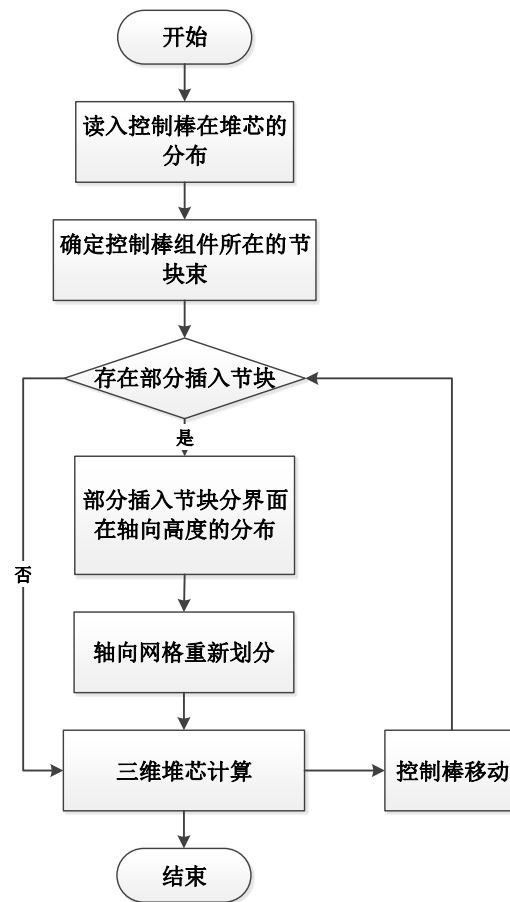 开始
读入控制棒在堆芯的
分布
确定控制棒组件所在的节
块束
存在部分插入节块
是
部分插入节块分界面
在轴向高度的分布
否
轴向网格重新划分
三维堆芯计算
控制棒移动
结束